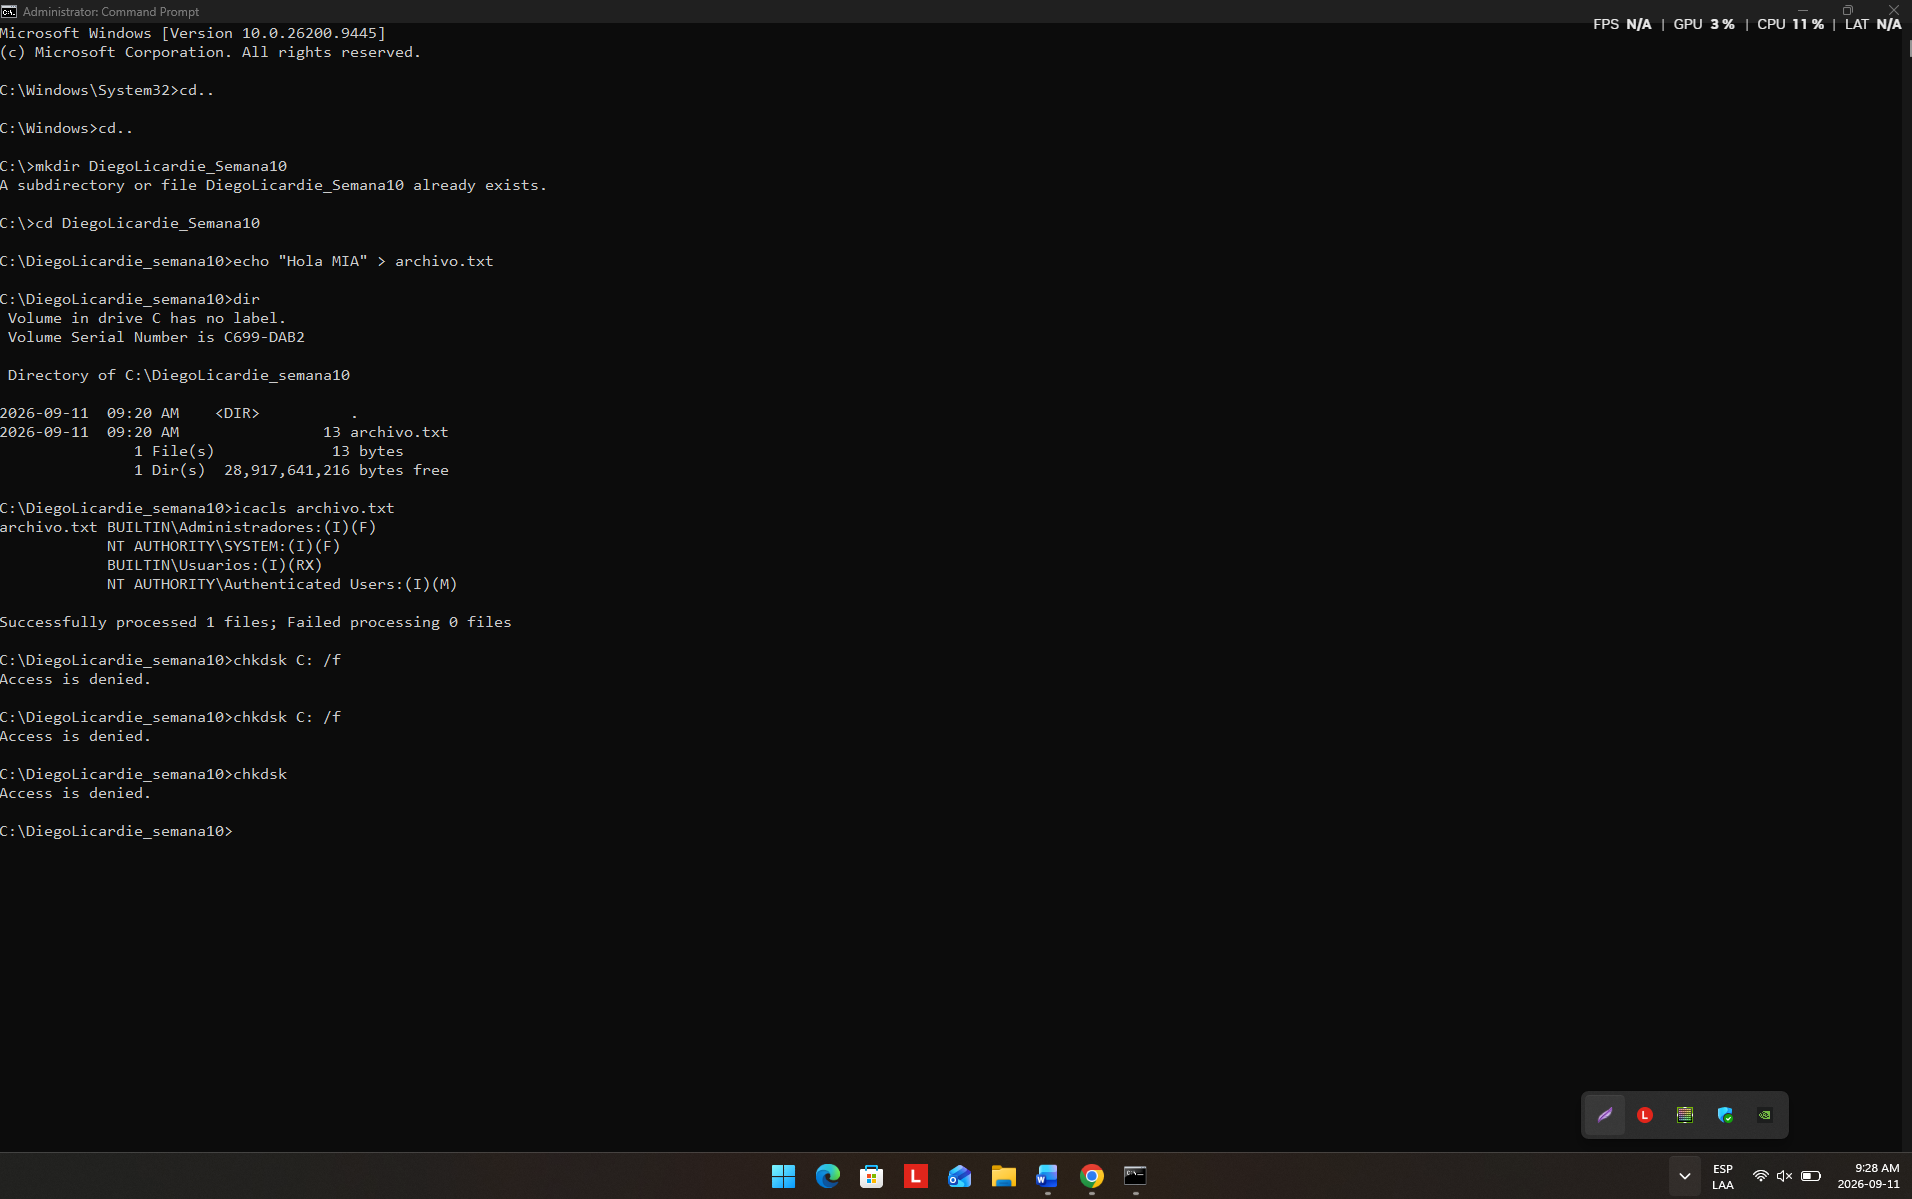 Administrator: Command Prompt
FPS N/A | GPU 3% | CPU 11% | LAT N/A
Microsoft Windows [Version 10.0.26200.9445]
(c) Microsoft Corporation. All rights reserved.
C:\Windows\System32>cd..
C:\Windows>cd..
C:\>mkdir DiegoLicardie_Semana10
A subdirectory or file DiegoLicardie_Semana10 already exists.
C:\>cd DiegoLicardie_Semana10
C:\DiegoLicardie_semana10>echo "Hola MIA" > archivo.txt
C:\DiegoLicardie_semana10>dir
Volume in drive C has no label.
Volume Serial Number is C699-DAB2
Directory of C:\DiegoLicardie_semana10
2026-09-11  09:20 AM    <DIR>          .
2026-09-11  09:20 AM                13 archivo.txt
1 File(s)             13 bytes
1 Dir(s)  28,917,641,216 bytes free
C:\DiegoLicardie_semana10>icacls archivo.txt
archivo.txt BUILTIN\Administradores:(I)(F)
NT AUTHORITY\SYSTEM:(I)(F)
BUILTIN\Usuarios:(I)(RX)
NT AUTHORITY\Authenticated Users:(I)(M)
Successfully processed 1 files; Failed processing 0 files
C:\DiegoLicardie_semana10>chkdsk C: /f
Access is denied.
C:\DiegoLicardie_semana10>chkdsk C: /f
Access is denied.
C:\DiegoLicardie_semana10>chkdsk
Access is denied.
C:\DiegoLicardie_semana10>
ESP
LAA
9:28 AM
2026-09-11